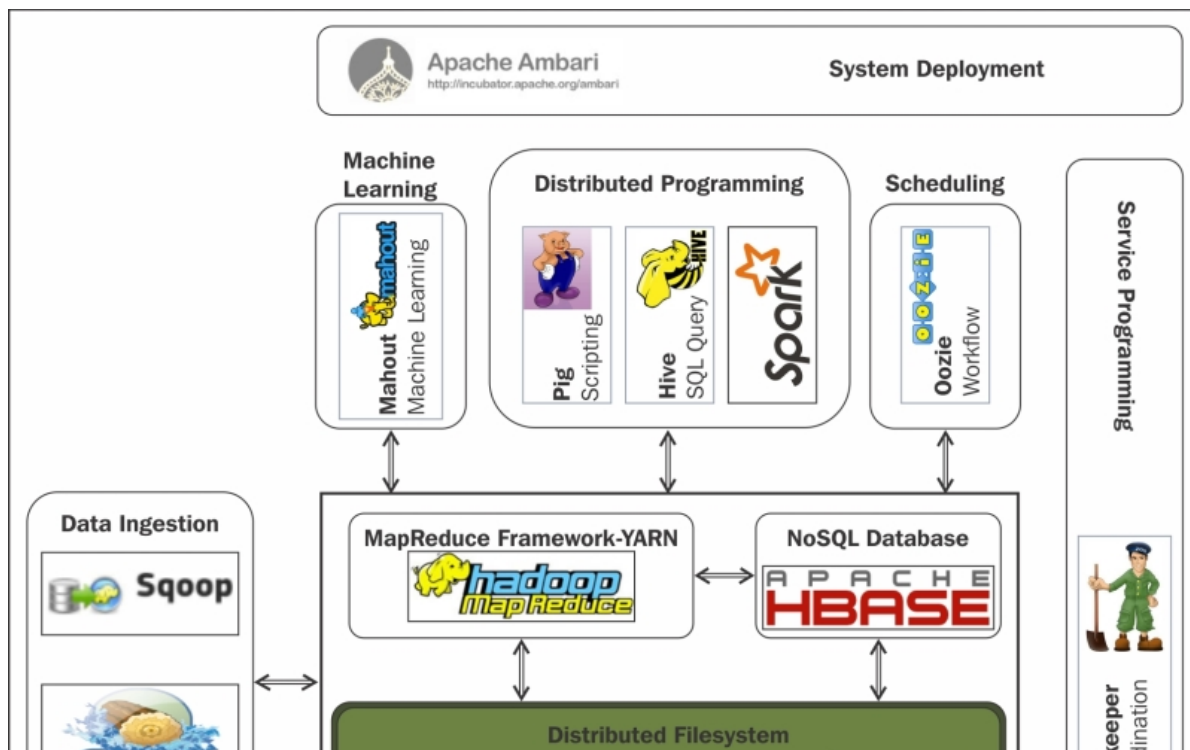 Apache Ambari
http://incubator.apache.org/ambari
System Deployment
Machine
Learning
mahout
Mahout
Machine Learning
Distributed Programming
Pig
Scripting
HIVE
Hive
SQL Query
Spark
Scheduling
OOZIE
Oozie
Workflow
Service Programming
Data Ingestion
Sqoop
MapReduce Framework-YARN
hadoop
Map Reduce
NoSQL Database
APACHE
HBASE
Distributed Filesystem